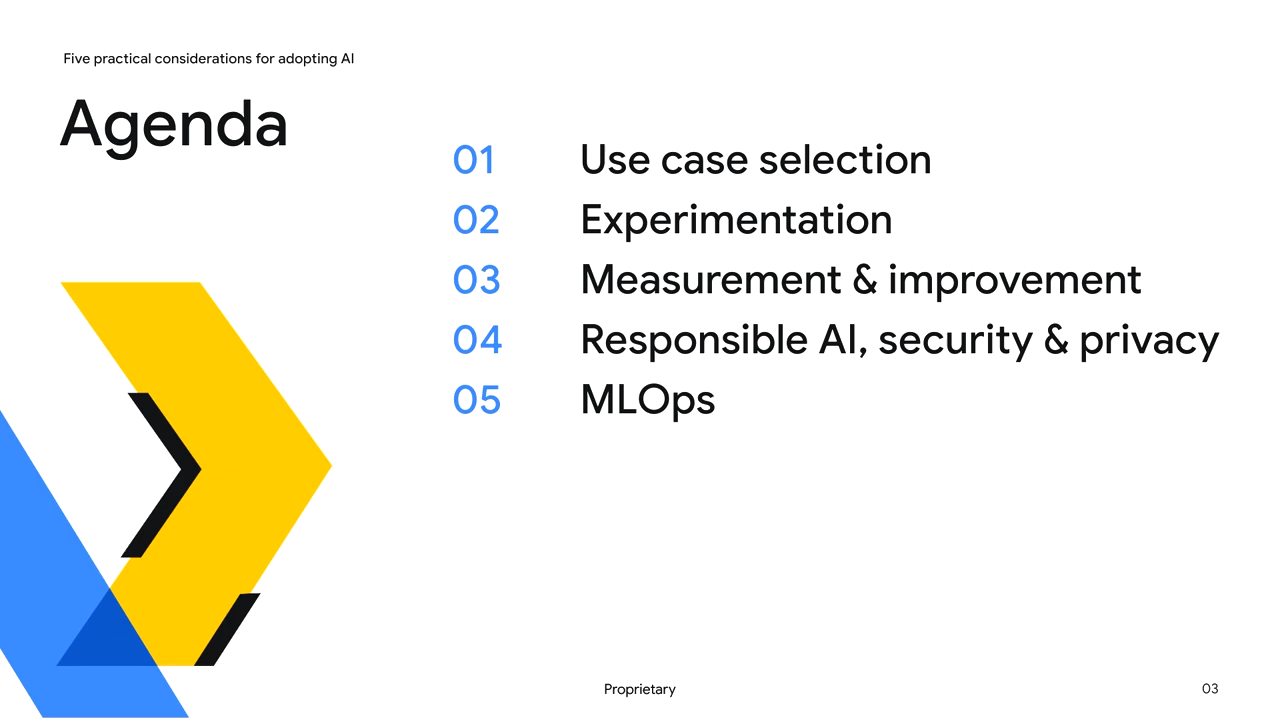 Five practical considerations for adopting AI
Agenda
01 Use case selection
02 Experimentation
03 Measurement & improvement
04 Responsible AI, security & privacy
05 MLOps
Proprietary
03